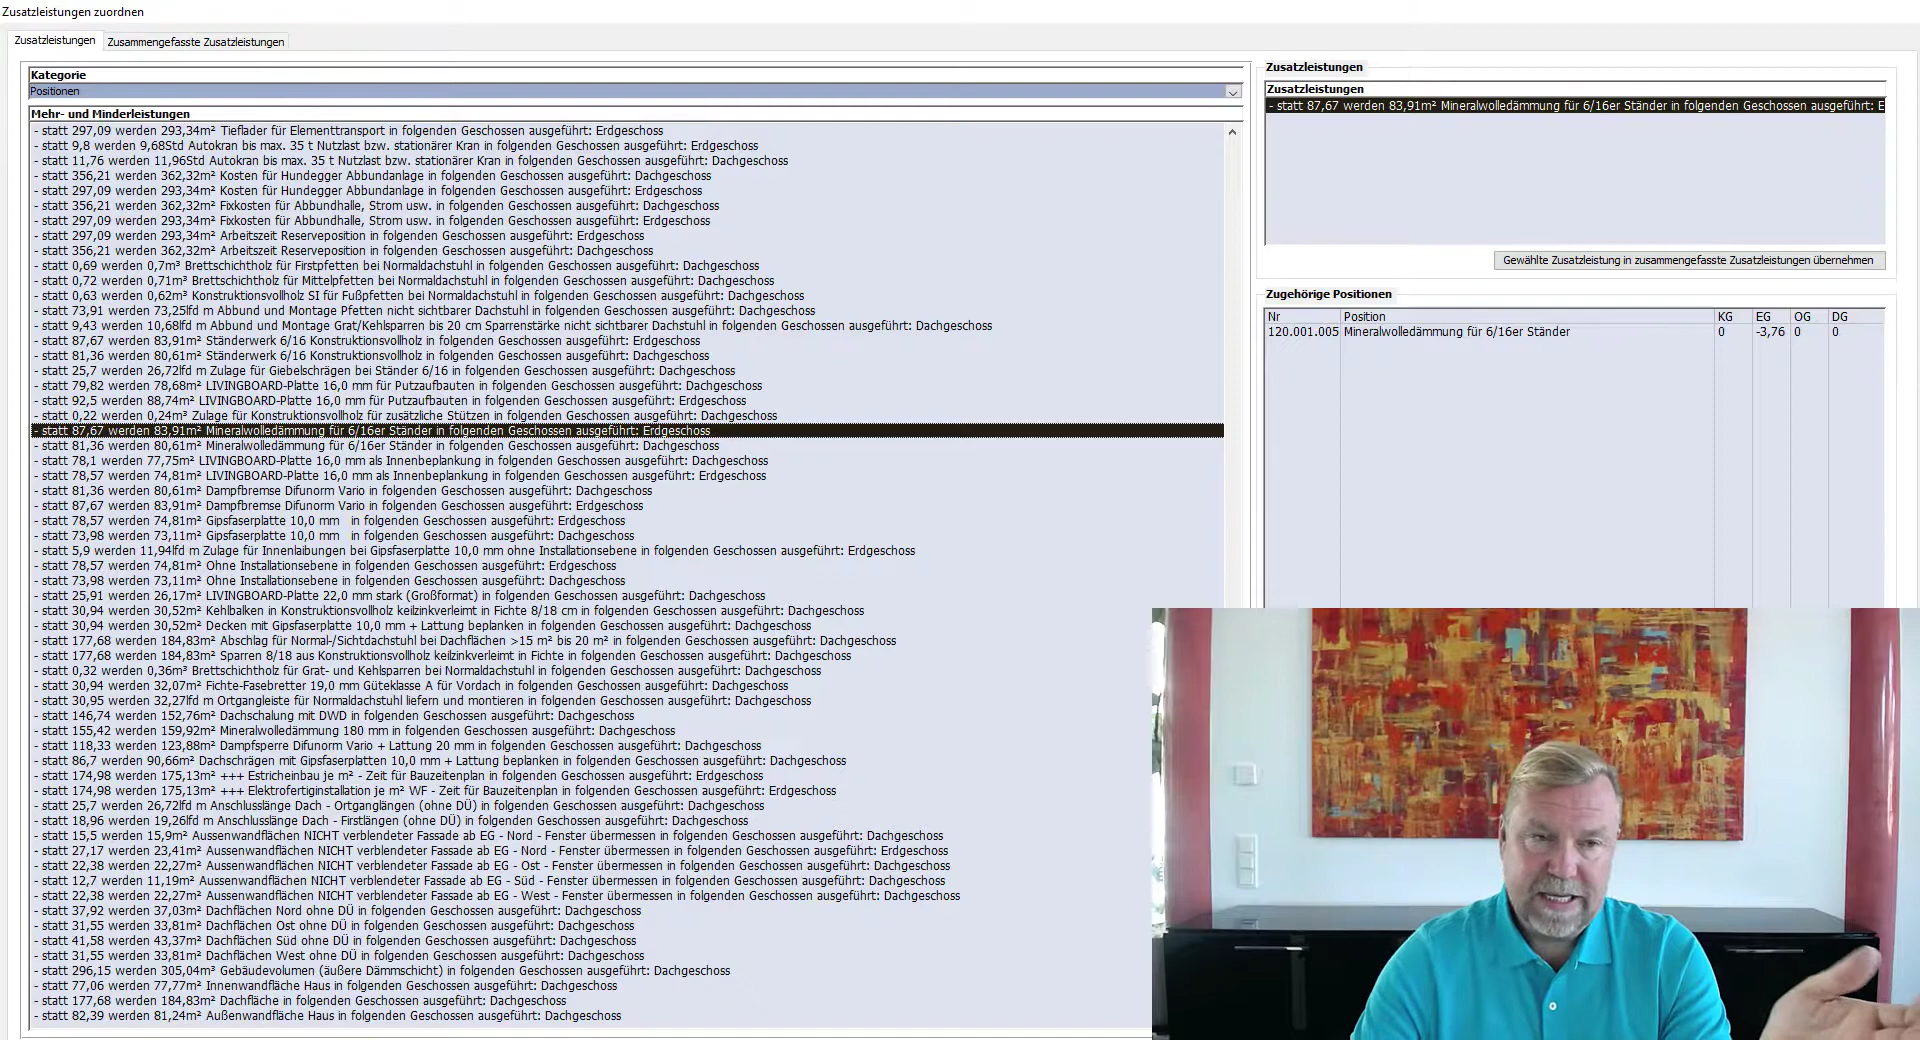 Zusatzleistungen zuordnen
Zusatzleistungen
Zusammengefasste Zusatzleistungen
Kategorie
Positionen
Mehr- und Minderleistungen
- statt 297,09 werden 293,34m² Tieflader für Elementtransport in folgenden Geschossen ausgeführt: Erdgeschoss
- statt 9,8 werden 9,68Std Autokran bis max. 35 t Nutzlast bzw. stationärer Kran in folgenden Geschossen ausgeführt: Erdgeschoss
- statt 11,76 werden 11,96Std Autokran bis max. 35 t Nutzlast bzw. stationärer Kran in folgenden Geschossen ausgeführt: Dachgeschoss
- statt 356,21 werden 362,32m² Kosten für Hundegger Abbundanlage in folgenden Geschossen ausgeführt: Dachgeschoss
- statt 297,09 werden 293,34m² Kosten für Hundegger Abbundanlage in folgenden Geschossen ausgeführt: Erdgeschoss
- statt 356,21 werden 362,32m² Fixkosten für Abbundhalle, Strom usw. in folgenden Geschossen ausgeführt: Dachgeschoss
- statt 297,09 werden 293,34m² Fixkosten für Abbundhalle, Strom usw. in folgenden Geschossen ausgeführt: Erdgeschoss
- statt 297,09 werden 293,34m² Arbeitszeit Reserveposition in folgenden Geschossen ausgeführt: Erdgeschoss
- statt 356,21 werden 362,32m² Arbeitszeit Reserveposition in folgenden Geschossen ausgeführt: Dachgeschoss
- statt 0,69 werden 0,7m³ Brettschichtholz für Firstpfetten bei Normaldachstuhl in folgenden Geschossen ausgeführt: Dachgeschoss
- statt 0,72 werden 0,71m³ Brettschichtholz für Mittelpfetten bei Normaldachstuhl in folgenden Geschossen ausgeführt: Dachgeschoss
- statt 0,63 werden 0,62m³ Konstruktionsvollholz SI für Fußpfetten bei Normaldachstuhl in folgenden Geschossen ausgeführt: Dachgeschoss
- statt 73,91 werden 73,25lfd m Abbund und Montage Pfetten nicht sichtbarer Dachstuhl in folgenden Geschossen ausgeführt: Dachgeschoss
- statt 9,43 werden 10,68lfd m Abbund und Montage Grat/Kehlsparren bis 20 cm Sparrenstärke nicht sichtbarer Dachstuhl in folgenden Geschossen ausgeführt: Dachgeschoss
- statt 87,67 werden 83,91m² Ständerwerk 6/16 Konstruktionsvollholz in folgenden Geschossen ausgeführt: Erdgeschoss
- statt 81,36 werden 80,61m² Ständerwerk 6/16 Konstruktionsvollholz in folgenden Geschossen ausgeführt: Dachgeschoss
- statt 25,7 werden 26,72lfd m Zulage für Giebelschrägen bei Ständer 6/16 in folgenden Geschossen ausgeführt: Dachgeschoss
- statt 79,82 werden 78,68m² LIVINGBOARD-Platte 16,0 mm für Putzaufbauten in folgenden Geschossen ausgeführt: Dachgeschoss
- statt 92,5 werden 88,74m² LIVINGBOARD-Platte 16,0 mm für Putzaufbauten in folgenden Geschossen ausgeführt: Erdgeschoss
- statt 0,22 werden 0,24m³ Zulage für Konstruktionsvollholz für zusätzliche Stützen in folgenden Geschossen ausgeführt: Dachgeschoss
- statt 87,67 werden 83,91m² Mineralwolledämmung für 6/16er Ständer in folgenden Geschossen ausgeführt: Erdgeschoss
- statt 81,36 werden 80,61m² Mineralwolledämmung für 6/16er Ständer in folgenden Geschossen ausgeführt: Dachgeschoss
- statt 78,1 werden 77,75m² LIVINGBOARD-Platte 16,0 mm als Innenbeplankung in folgenden Geschossen ausgeführt: Dachgeschoss
- statt 78,57 werden 74,81m² LIVINGBOARD-Platte 16,0 mm als Innenbeplankung in folgenden Geschossen ausgeführt: Erdgeschoss
- statt 81,36 werden 80,61m² Dampfbremse Difunorm Vario in folgenden Geschossen ausgeführt: Dachgeschoss
- statt 87,67 werden 83,91m² Dampfbremse Difunorm Vario in folgenden Geschossen ausgeführt: Erdgeschoss
- statt 78,57 werden 74,81m² Gipsfaserplatte 10,0 mm   in folgenden Geschossen ausgeführt: Erdgeschoss
- statt 73,98 werden 73,11m² Gipsfaserplatte 10,0 mm   in folgenden Geschossen ausgeführt: Dachgeschoss
- statt 5,9 werden 11,94lfd m Zulage für Innenlaibungen bei Gipsfaserplatte 10,0 mm ohne Installationsebene in folgenden Geschossen ausgeführt: Erdgeschoss
- statt 78,57 werden 74,81m² Ohne Installationsebene in folgenden Geschossen ausgeführt: Erdgeschoss
- statt 73,98 werden 73,11m² Ohne Installationsebene in folgenden Geschossen ausgeführt: Dachgeschoss
- statt 25,91 werden 26,17m² LIVINGBOARD-Platte 22,0 mm stark (Großformat) in folgenden Geschossen ausgeführt: Dachgeschoss
- statt 30,94 werden 30,52m² Kehlbalken in Konstruktionsvollholz keilzinkverleimt in Fichte 8/18 cm in folgenden Geschossen ausgeführt: Dachgeschoss
- statt 30,94 werden 30,52m² Decken mit Gipsfaserplatte 10,0 mm + Lattung beplanken in folgenden Geschossen ausgeführt: Dachgeschoss
- statt 177,68 werden 184,83m² Abschlag für Normal-/Sichtdachstuhl bei Dachflächen >15 m² bis 20 m² in folgenden Geschossen ausgeführt: Dachgeschoss
- statt 177,68 werden 184,83m² Sparren 8/18 aus Konstruktionsvollholz keilzinkverleimt in Fichte in folgenden Geschossen ausgeführt: Dachgeschoss
- statt 0,32 werden 0,36m³ Brettschichtholz für Grat- und Kehlsparren bei Normaldachstuhl in folgenden Geschossen ausgeführt: Dachgeschoss
- statt 30,94 werden 32,07m² Fichte-Fasebretter 19,0 mm Güteklasse A für Vordach in folgenden Geschossen ausgeführt: Dachgeschoss
- statt 30,95 werden 32,27lfd m Ortgangleiste für Normaldachstuhl liefern und montieren in folgenden Geschossen ausgeführt: Dachgeschoss
- statt 146,74 werden 152,76m² Dachschalung mit DWD in folgenden Geschossen ausgeführt: Dachgeschoss
- statt 155,42 werden 159,92m² Mineralwolledämmung 180 mm in folgenden Geschossen ausgeführt: Dachgeschoss
- statt 118,33 werden 123,88m² Dampfsperre Difunorm Vario + Lattung 20 mm in folgenden Geschossen ausgeführt: Dachgeschoss
- statt 86,7 werden 90,66m² Dachschrägen mit Gipsfaserplatten 10,0 mm + Lattung beplanken in folgenden Geschossen ausgeführt: Dachgeschoss
- statt 174,98 werden 175,13m² +++ Estricheinbau je m² - Zeit für Bauzeitenplan in folgenden Geschossen ausgeführt: Erdgeschoss
- statt 174,98 werden 175,13m² +++ Elektrofertiginstallation je m² WF - Zeit für Bauzeitenplan in folgenden Geschossen ausgeführt: Erdgeschoss
- statt 25,7 werden 26,72lfd m Anschlusslänge Dach - Ortganglängen (ohne DÜ) in folgenden Geschossen ausgeführt: Dachgeschoss
- statt 18,96 werden 19,26lfd m Anschlusslänge Dach - Firstlängen (ohne DÜ) in folgenden Geschossen ausgeführt: Dachgeschoss
- statt 15,5 werden 15,9m² Aussenwandflächen NICHT verblendeter Fassade ab EG - Nord - Fenster übermessen in folgenden Geschossen ausgeführt: Dachgeschoss
- statt 27,17 werden 23,41m² Aussenwandflächen NICHT verblendeter Fassade ab EG - Nord - Fenster übermessen in folgenden Geschossen ausgeführt: Erdgeschoss
- statt 22,38 werden 22,27m² Aussenwandflächen NICHT verblendeter Fassade ab EG - Ost - Fenster übermessen in folgenden Geschossen ausgeführt: Dachgeschoss
- statt 12,7 werden 11,19m² Aussenwandflächen NICHT verblendeter Fassade ab EG - Süd - Fenster übermessen in folgenden Geschossen ausgeführt: Dachgeschoss
- statt 22,38 werden 22,27m² Aussenwandflächen NICHT verblendeter Fassade ab EG - West - Fenster übermessen in folgenden Geschossen ausgeführt: Dachgeschoss
- statt 37,92 werden 37,03m² Dachflächen Nord ohne DÜ in folgenden Geschossen ausgeführt: Dachgeschoss
- statt 31,55 werden 33,81m² Dachflächen Ost ohne DÜ in folgenden Geschossen ausgeführt: Dachgeschoss
- statt 41,58 werden 43,37m² Dachflächen Süd ohne DÜ in folgenden Geschossen ausgeführt: Dachgeschoss
- statt 31,55 werden 33,81m² Dachflächen West ohne DÜ in folgenden Geschossen ausgeführt: Dachgeschoss
- statt 296,15 werden 305,04m³ Gebäudevolumen (äußere Dämmschicht) in folgenden Geschossen ausgeführt: Dachgeschoss
- statt 77,06 werden 77,77m² Innenwandfläche Haus in folgenden Geschossen ausgeführt: Dachgeschoss
- statt 177,68 werden 184,83m² Dachfläche in folgenden Geschossen ausgeführt: Dachgeschoss
- statt 82,39 werden 81,24m² Außenwandfläche Haus in folgenden Geschossen ausgeführt: Dachgeschoss
Zusatzleistungen
Zusatzleistungen
- statt 87,67 werden 83,91m² Mineralwolledämmung für 6/16er Ständer in folgenden Geschossen ausgeführt: E
Gewählte Zusatzleistung in zusammengefasste Zusatzleistungen übernehmen
Zugehörige Positionen
Nr Position KG EG OG DG
120.001.005 Mineralwolledämmung für 6/16er Ständer 0 -3,76 0 0